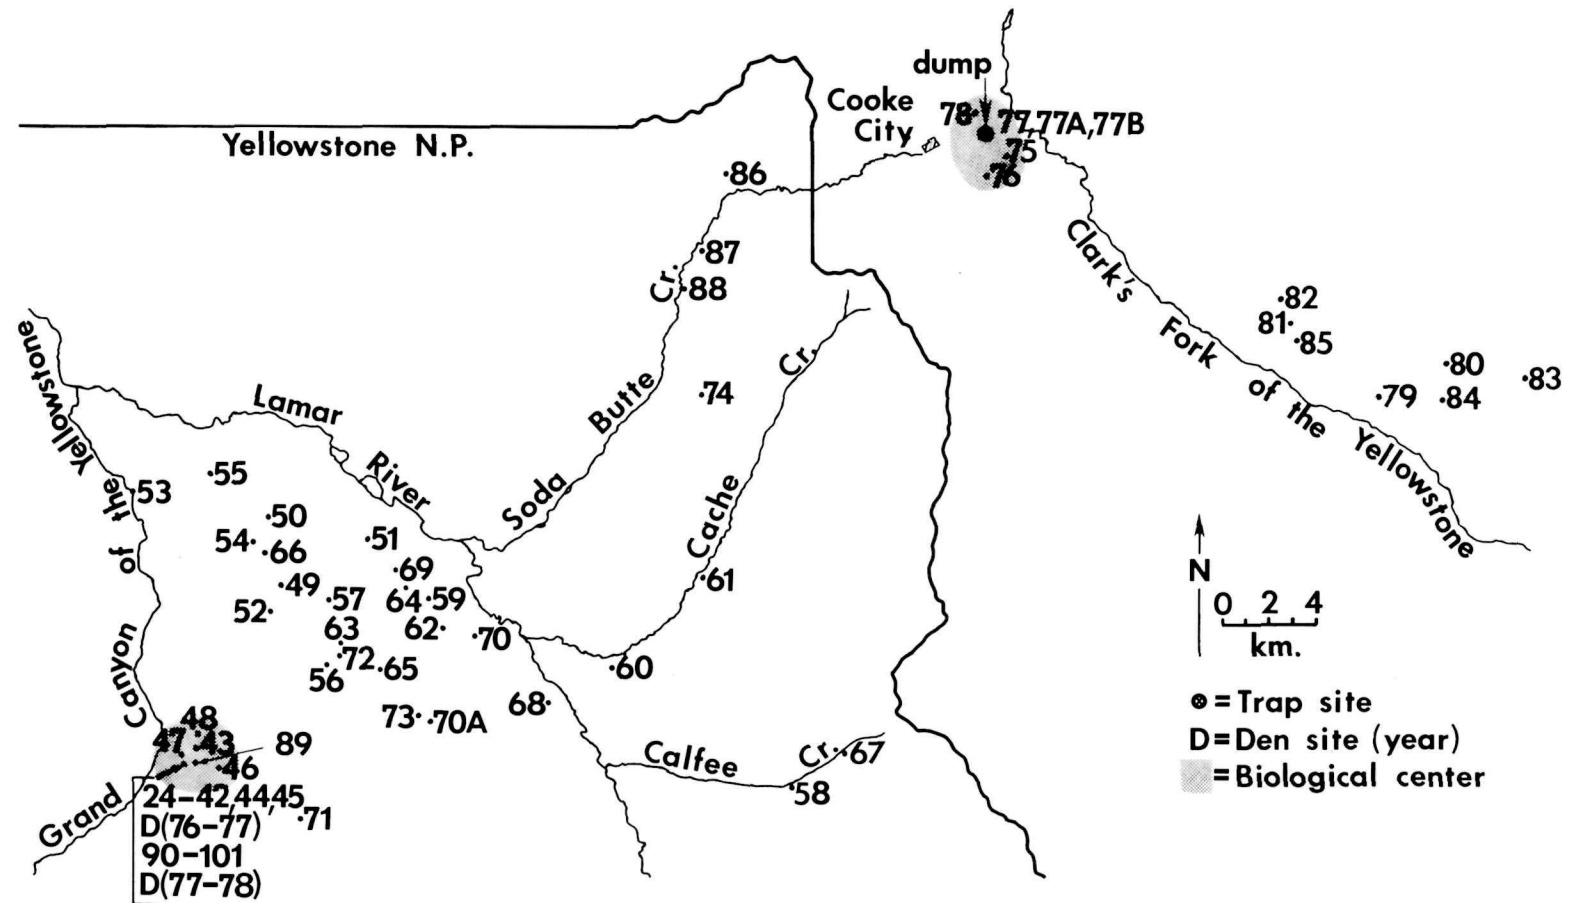 dump
Cooke
City
78
77,77A,77B
75
76
Yellowstone N.P.
86
87
88
Soda Butte Cr.
74
Cache Cr.
61
60
Clark's Fork of the Yellowstone
82
81
85
80
83
79
84
Grand Canyon of the Yellowstone
Lamar River
55
53
50
54
66
51
69
49
57
64
59
52
63
62
70
72
65
56
73
70A
68
48
47
43
89
46
24-42,44,45
71
D(76-77)
90-101
D(77-78)
Calfee Cr.
67
58
N
0 2 4
km.
= Trap site
D = Den site (year)
= Biological center